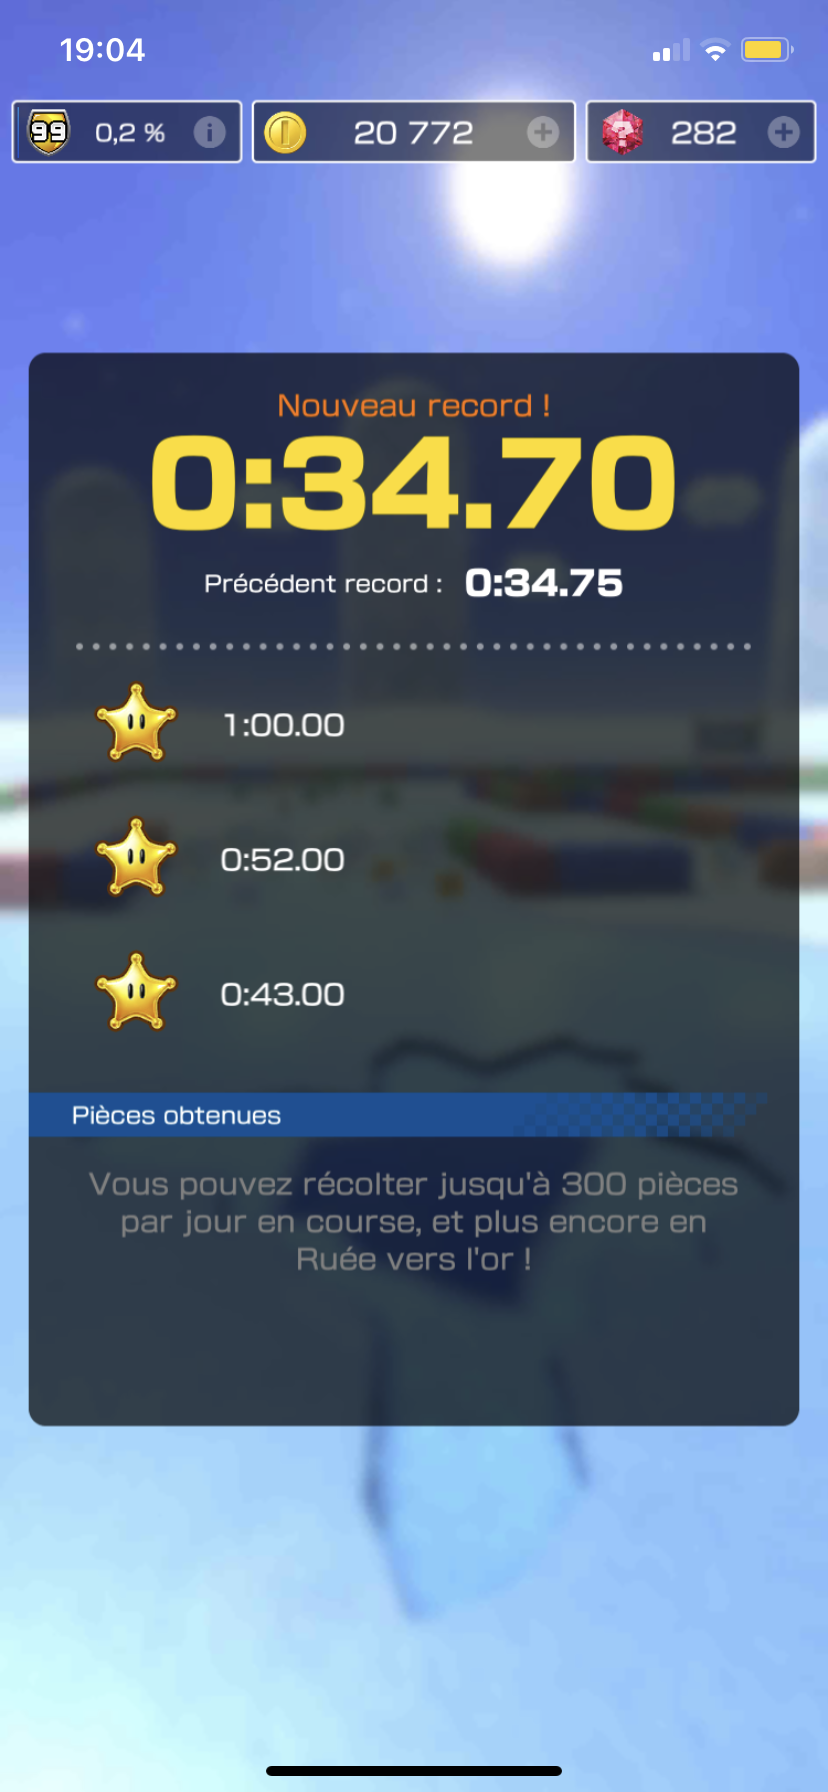 19:04
99 0,2 % i 20 772 + ? 282 +
Nouveau record !
0:34.70
Précédent record : 0:34.75
1:00.00
0:52.00
0:43.00
Pièces obtenues
Vous pouvez récolter jusqu'à 300 pièces
par jour en course, et plus encore en
Ruée vers l'or !